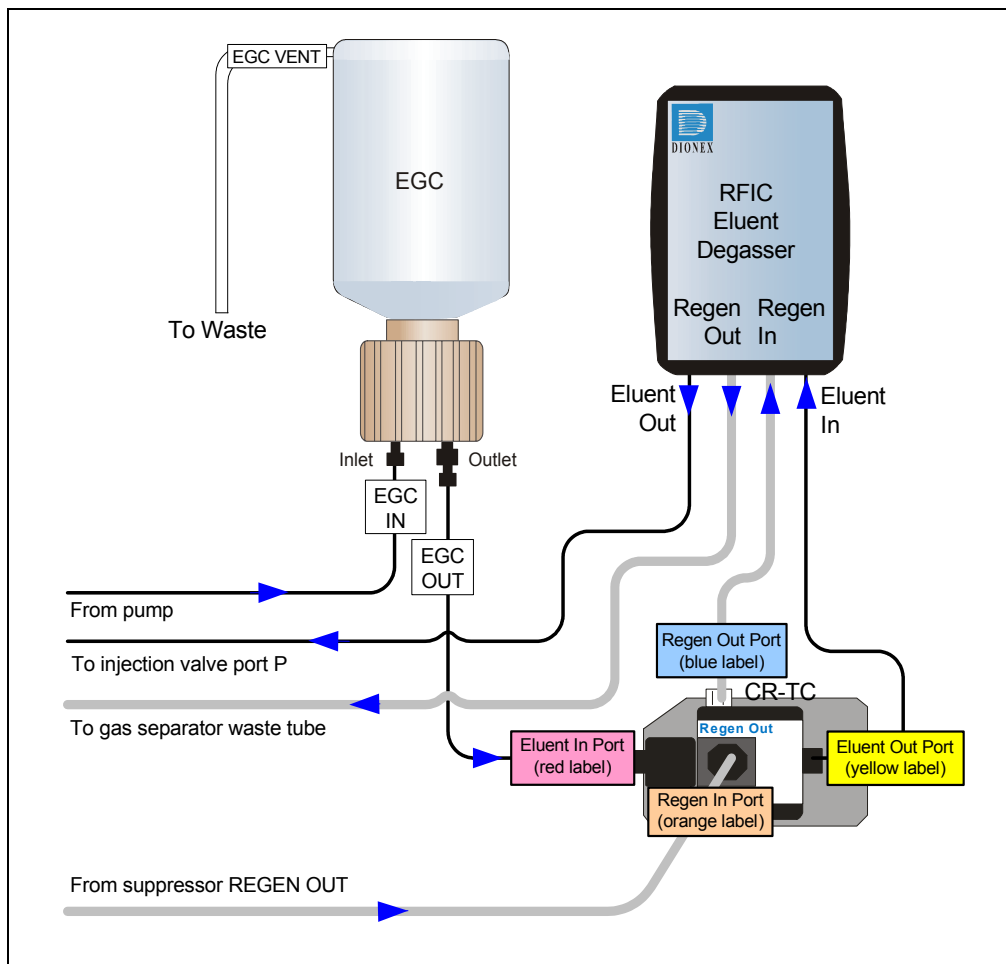 EGC VENT
EGC
To Waste
Inlet
Outlet
EGC
IN
EGC
OUT
DIONEX
RFIC
Eluent
Degasser
Regen
Out
Regen
In
Eluent
Out
Eluent
In
From pump
To injection valve port P
To gas separator waste tube
Regen Out Port
(blue label)
CR-TC
Regen Out
Eluent In Port
(red label)
Eluent Out Port
(yellow label)
Regen In Port
(orange label)
From suppressor REGEN OUT